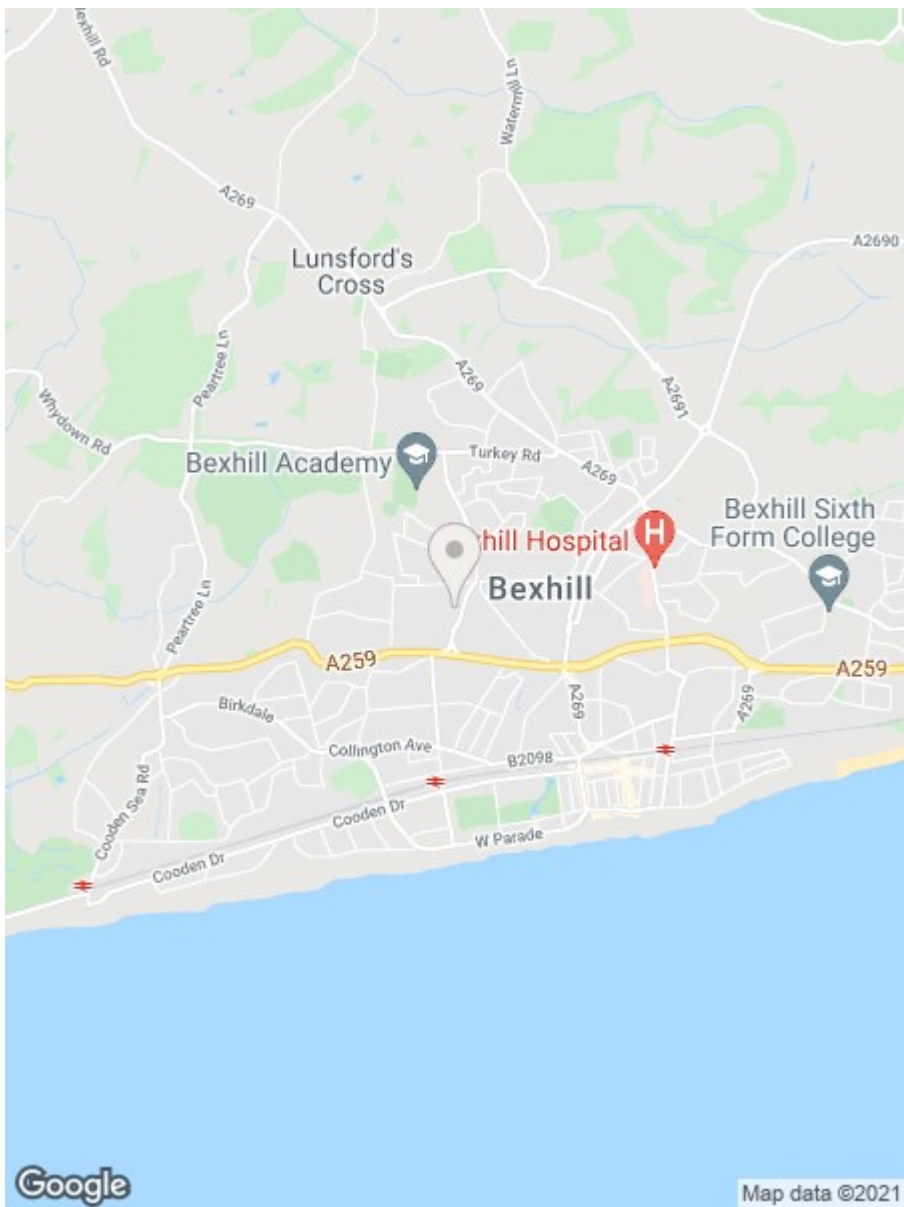 Bexhill Rd
Watermill Ln
A269
A2690
Lunsford's
Cross
Peartree Ln
A269
A2691
Whydown Rd
Turkey Rd
Bexhill Academy
A269
Bexhill Sixth
Form College
hill Hospital
H
Bexhill
Peartree Ln
A259
A259
Birkdale
A269
A269
Collington Ave
B2098
Cooden Sea Rd
Cooden Dr
W Parade
Cooden Dr
Google
Map data ©2021